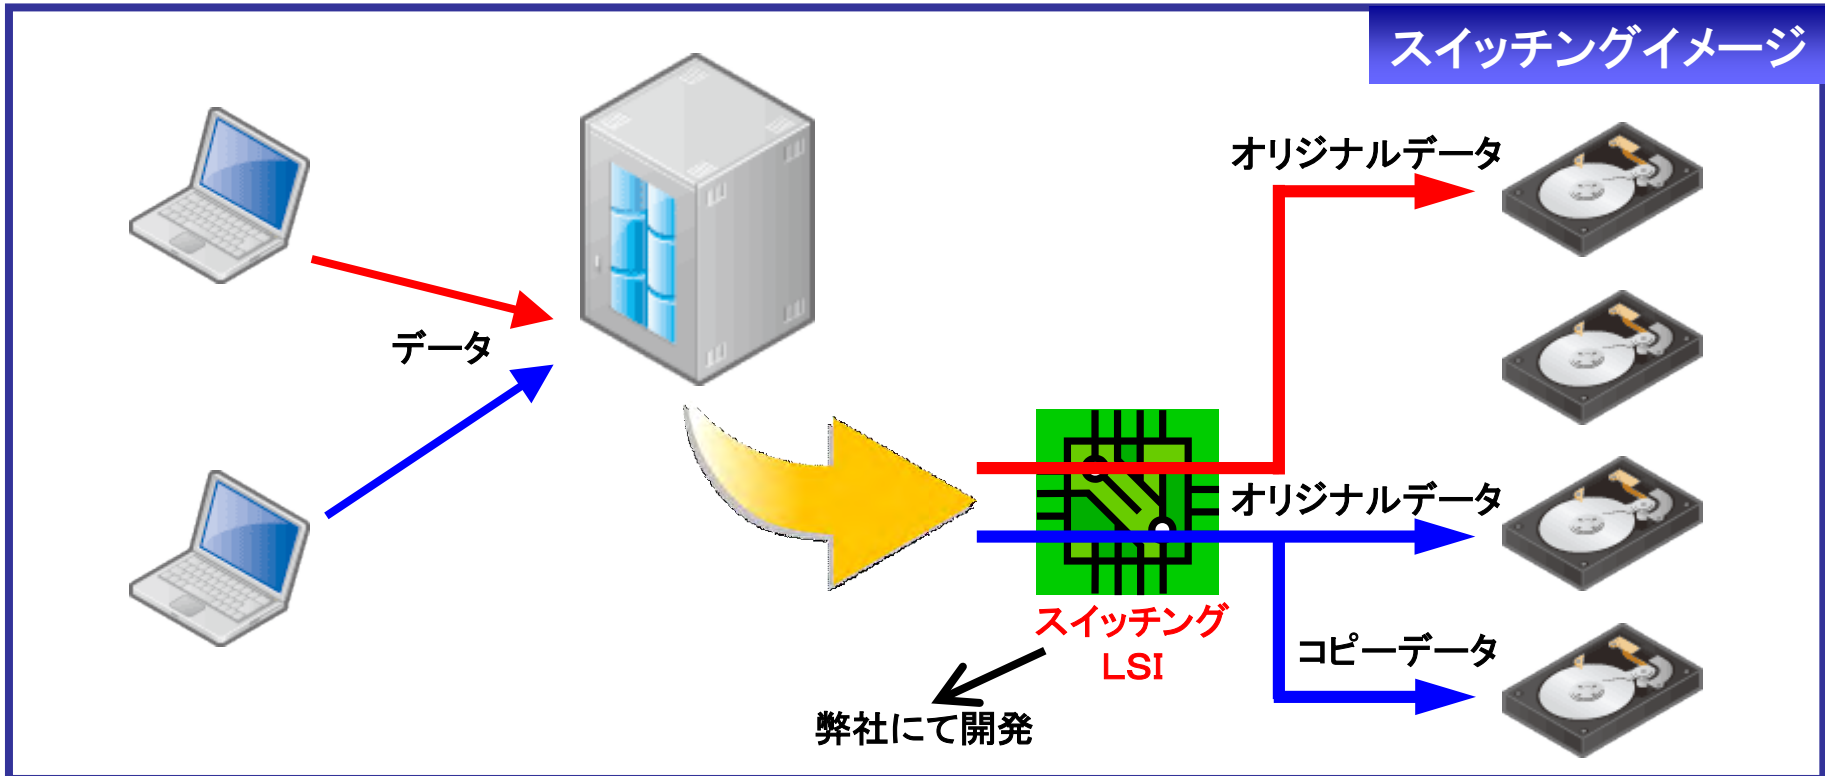 スイッチングイメージ
オリジナルデータ
データ
オリジナルデータ
スイッチング
LSI
コピーデータ
弊社にて開発